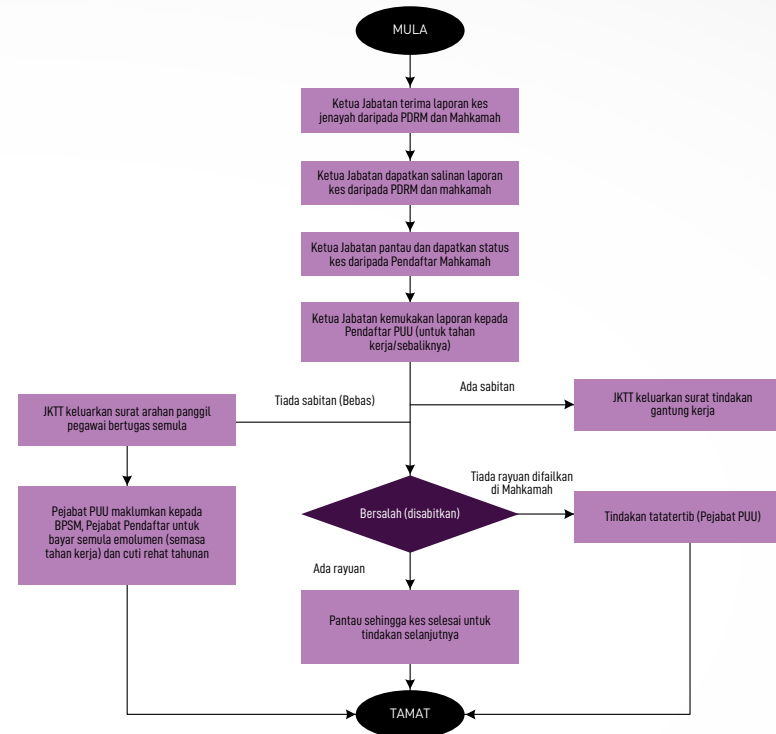 MULA
Ketua Jabatan terima laporan kes
jenayah daripada PDRM dan Mahkamah
Ketua Jabatan dapatkan salinan laporan
kes daripada PDRM dan mahkamah
Ketua Jabatan pantau dan dapatkan status
kes daripada Pendaftar Mahkamah
Ketua Jabatan kemukakan laporan kepada
Pendaftar PUU (untuk tahan
kerja/sebaliknya)
Tiada sabitan (Bebas)
Ada sabitan
JKTT keluarkan surat arahan panggil
pegawai bertugas semula
JKTT keluarkan surat tindakan
gantung kerja
Pejabat PUU maklumkan kepada
BPSM, Pejabat Pendaftar untuk
bayar semula emolumen (semasa
tahan kerja) dan cuti rehat tahunan
Bersalah (disabitkan)
Tiada rayuan difailkan
di Mahkamah
Tindakan tatatertib (Pejabat PUU)
Ada rayuan
Pantau sehingga kes selesai untuk
tindakan selanjutnya
TAMAT